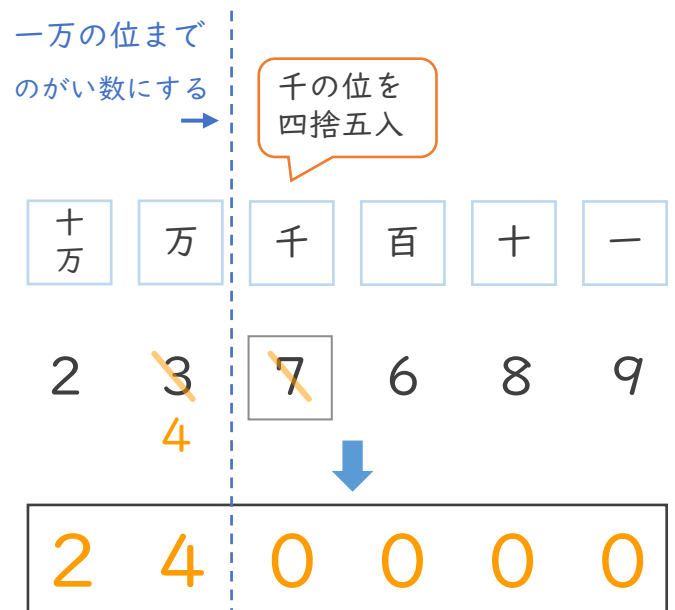 一万の位まで
のがい数にする
千の位を
四捨五入
十万 万 千 百 十 一
2 3 7 6 8 9
4
2 4 0 0 0 0